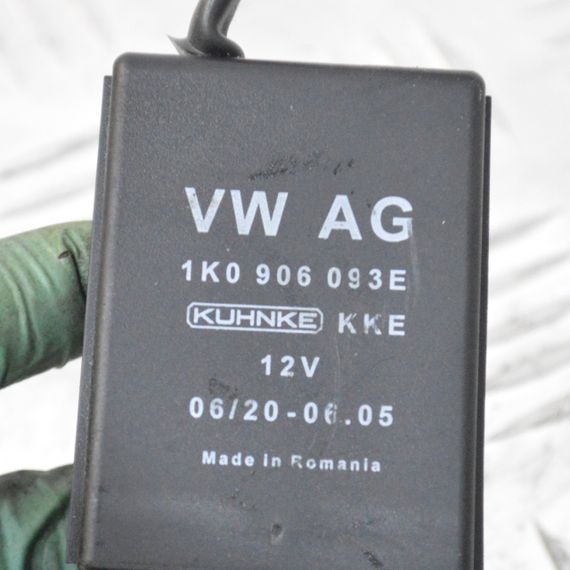 VW AG
1K0 906 093E
KUHNKE KKE
12V
06/20-06.05
Made in Romania